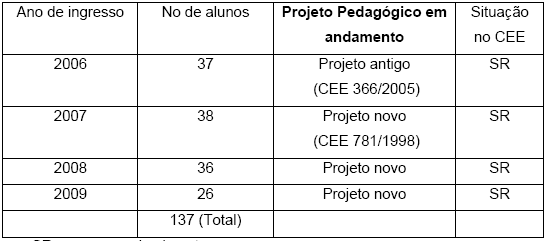 Ano de ingresso No de alunos Projeto Pedagógico em andamento Situação no CEE
2006 37 Projeto antigo (CEE 366/2005) SR
2007 38 Projeto novo (CEE 781/1998) SR
2008 36 Projeto novo SR
2009 26 Projeto novo SR
137 (Total)